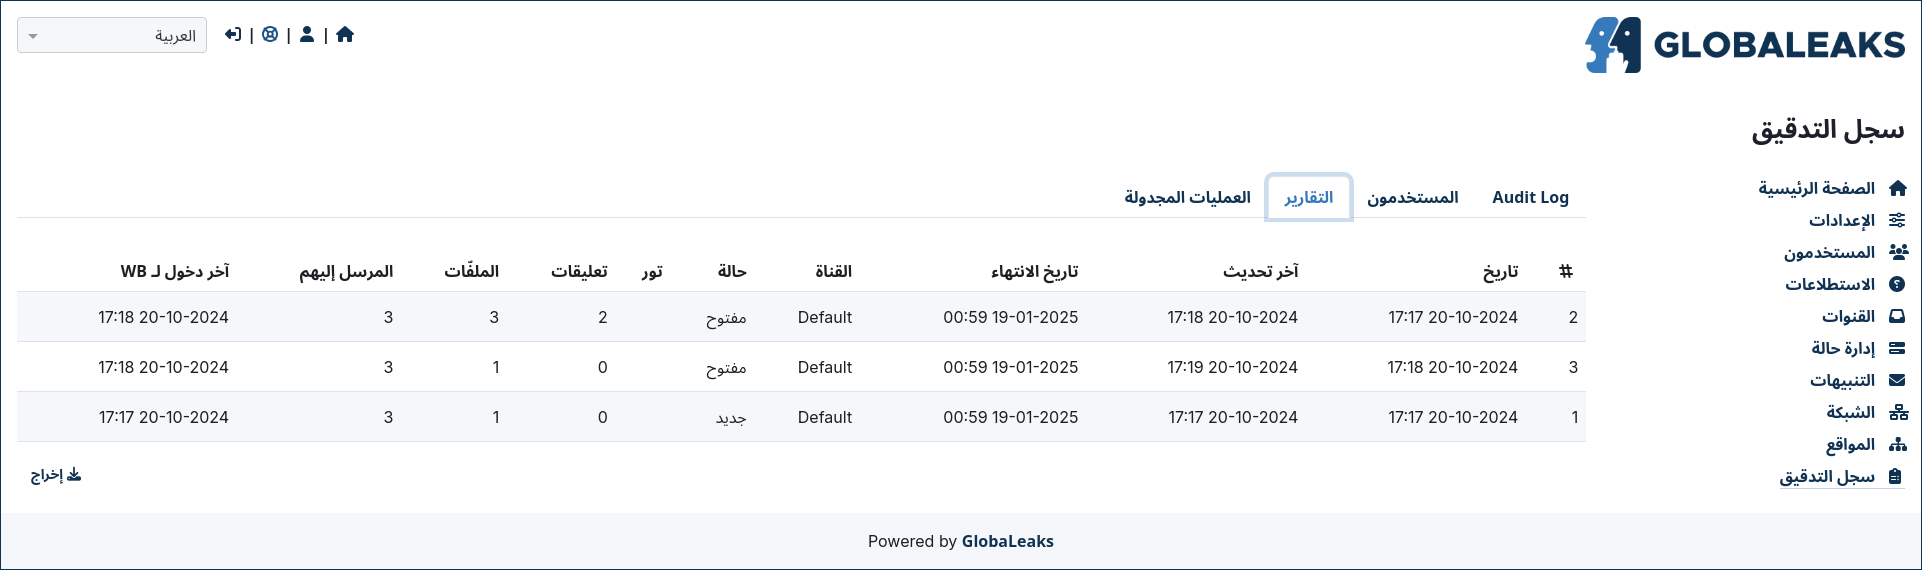 GLOBALEAKS
العربية
سجل التدقيق
الصفحة الرئيسية
الإعدادات
المستخدمون
الاستطلاعات
القنوات
إدارة حالة
التنبيهات
الشبكة
المواقع
سجل التدقيق
Audit Log المستخدمون التقارير العمليات المجدولة
# تاريخ آخر تحديث تاريخ الانتهاء القناة حالة تور تعليقات الملفّات المرسل إليهم آخر دخول لـ WB
2 17:17 20-10-2024 17:18 20-10-2024 00:59 19-01-2025 Default مفتوح 2 3 3 17:18 20-10-2024
3 17:18 20-10-2024 17:19 20-10-2024 00:59 19-01-2025 Default مفتوح 0 1 3 17:18 20-10-2024
1 17:17 20-10-2024 17:17 20-10-2024 00:59 19-01-2025 Default جديد 0 1 3 17:17 20-10-2024
إخراج
Powered by GlobaLeaks